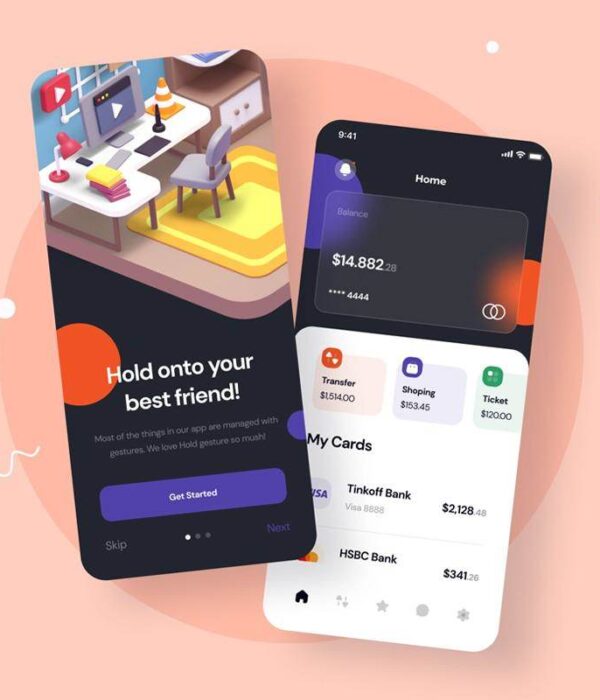 Hold onto your
best friend!
Most of the things in our app are managed with
gestures. We love Hold gesture so mush!
Get Started
Skip
Next
9:41
Home
Balance
$14.882.28
**** 4444
Transfer
$1,514.00
Shoping
$153.45
Ticket
$120.00
My Cards
VISA
Tinkoff Bank
Visa 8888
$2,128.48
HSBC Bank
$341.26